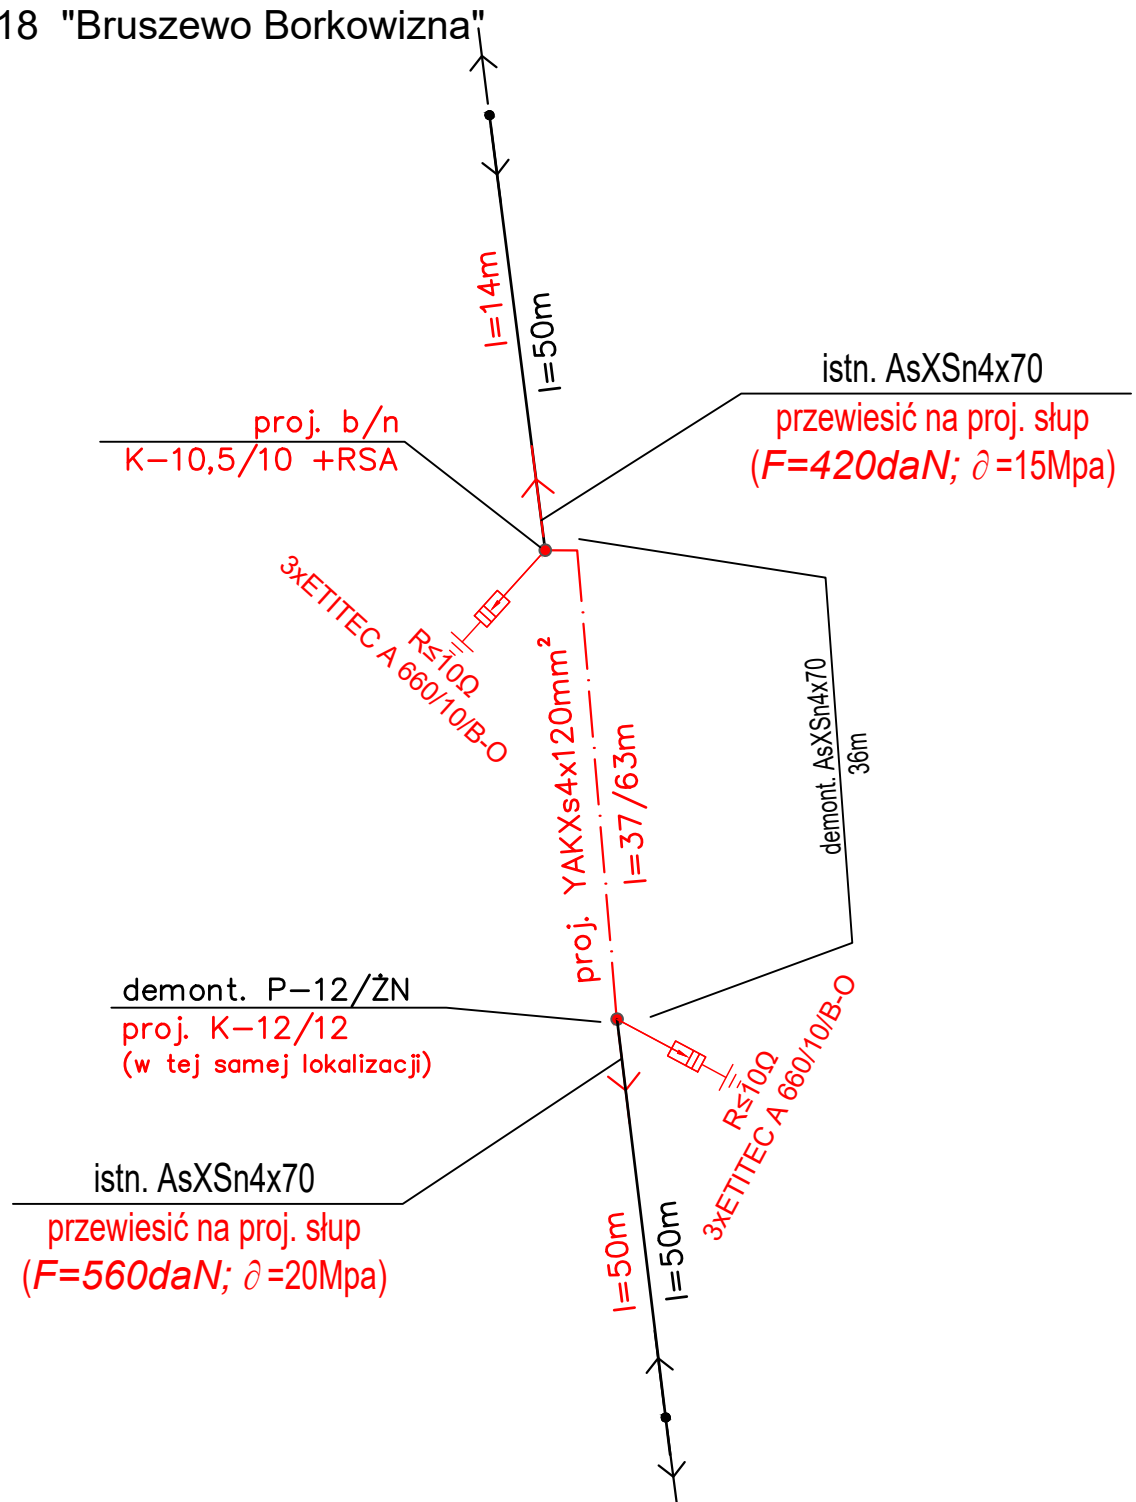 18 "Bruszewo Borkowizna"
l=14m
l=50m
istn. AsXSn4x70
przewiesić na proj. słup
(F=420daN; ∂=15Mpa)
proj. b/n
K-10,5/10 +RSA
3xETITEC A 660/10/B-O
R≤10Ω
proj. YAKXs4x120mm²
l=37/63m
demont. AsXSn4x70
36m
demont. P-12/ŻN
proj. K-12/12
(w tej samej lokalizacji)
R≤10Ω
3xETITEC A 660/10/B-O
istn. AsXSn4x70
przewiesić na proj. słup
(F=560daN; ∂=20Mpa)
l=50m
l=50m